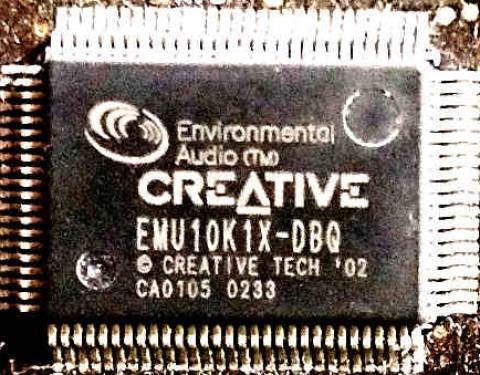 Environmental
Audio (TM)
CREATIVE
EMU10K1X-DBQ
© CREATIVE TECH '02
CA0105 0233